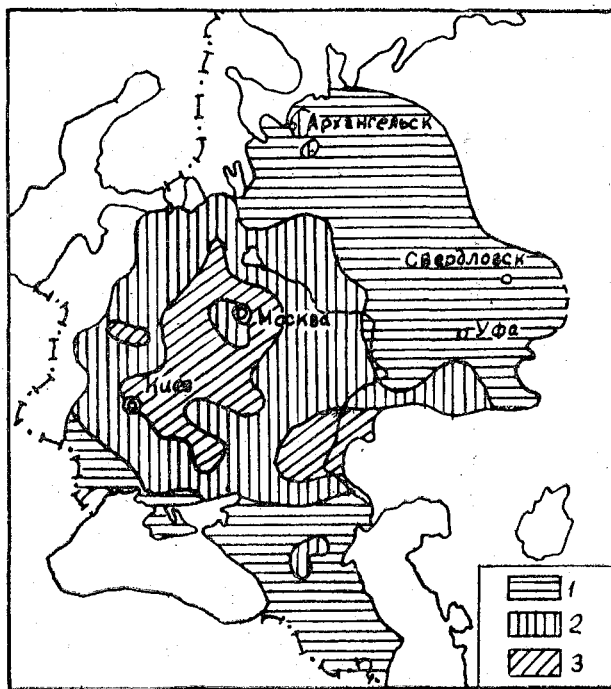 Архангельск
Свердловск
Уфа
Москва
Киев
1
2
3